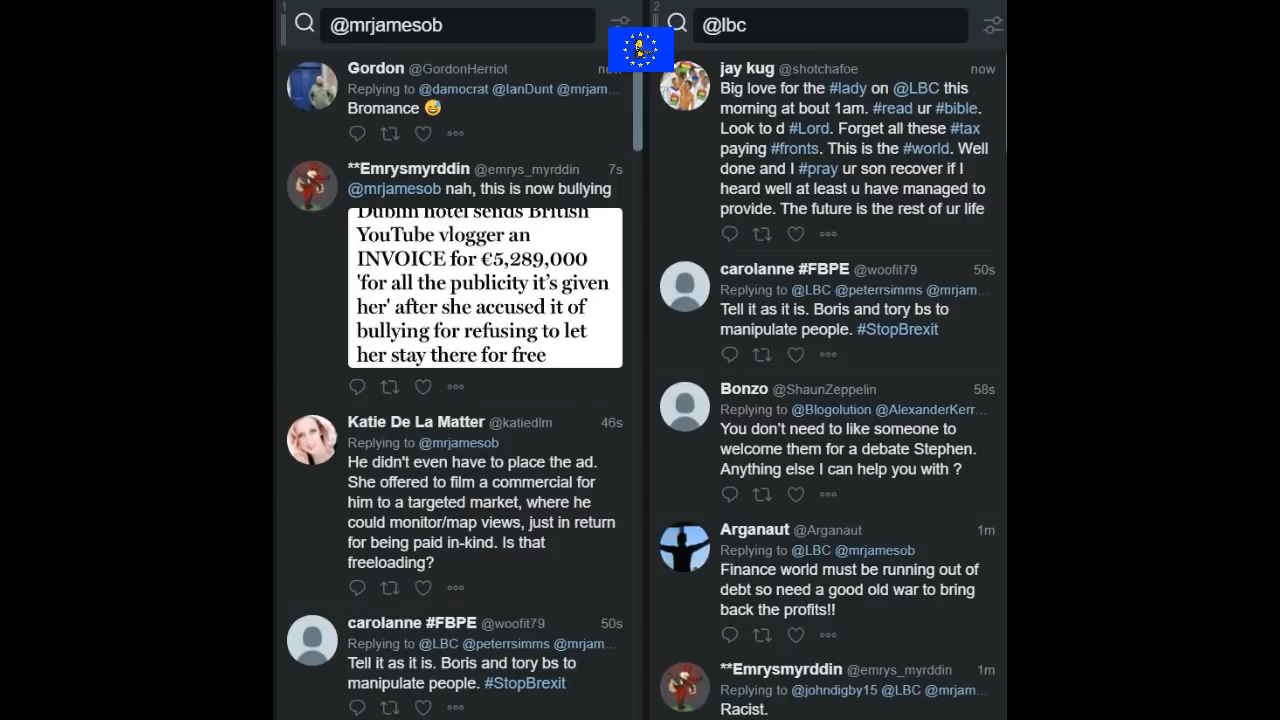 1
@mrjamesob
Gordon @GordonHerriot
Replying to @damocrat @IanDunt @mrjam...
Bromance 😅
**Emrysmyrddin @emrys_myrddin 7s
@mrjamesob nah, this is now bullying
Dublin hotel sends British
YouTube vlogger an
INVOICE for €5,289,000
'for all the publicity it's given
her' after she accused it of
bullying for refusing to let
her stay there for free
Katie De La Matter @katiedlm 46s
Replying to @mrjamesob
He didn't even have to place the ad.
She offered to film a commercial for
him to a targeted market, where he
could monitor/map views, just in return
for being paid in-kind. Is that
freeloading?
carolanne #FBPE @woofit79 50s
Replying to @LBC @peterrsimms @mrjam...
Tell it as it is. Boris and tory bs to
manipulate people. #StopBrexit
2
@lbc
jay kug @shotchafoe now
Big love for the #lady on @LBC this
morning at bout 1am. #read ur #bible.
Look to d #Lord. Forget all these #tax
paying #fronts. This is the #world. Well
done and I #pray ur son recover if I
heard well at least u have managed to
provide. The future is the rest of ur life
carolanne #FBPE @woofit79 50s
Replying to @LBC @peterrsimms @mrjam...
Tell it as it is. Boris and tory bs to
manipulate people. #StopBrexit
Bonzo @ShaunZeppelin 58s
Replying to @Blogolution @AlexanderKerr...
You don't need to like someone to
welcome them for a debate Stephen.
Anything else I can help you with ?
Arganaut @Arganaut 1m
Replying to @LBC @mrjamesob
Finance world must be running out of
debt so need a good old war to bring
back the profits!!
**Emrysmyrddin @emrys_myrddin 1m
Replying to @johndigby15 @LBC @mrjam...
Racist.